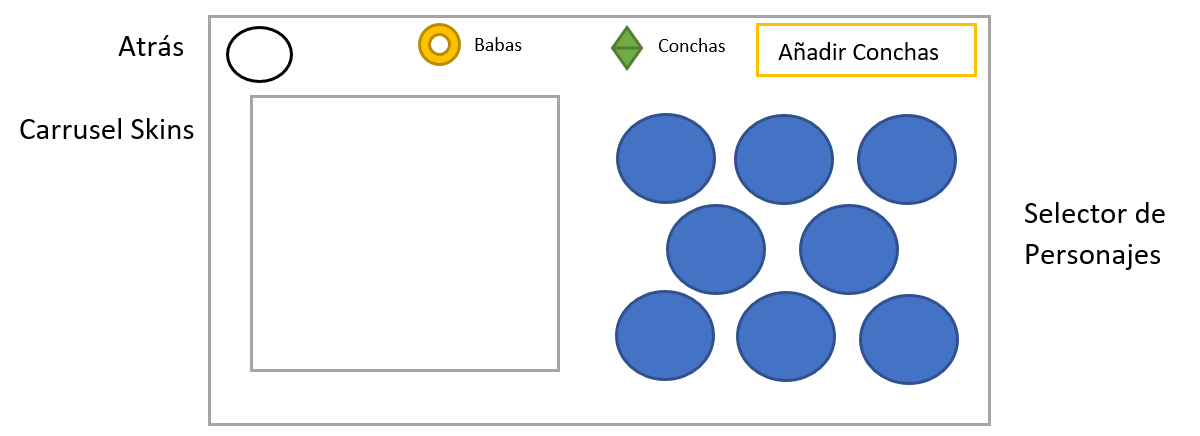 Atrás
Babas
Conchas
Añadir Conchas
Carrusel Skins
Selector de
Personajes